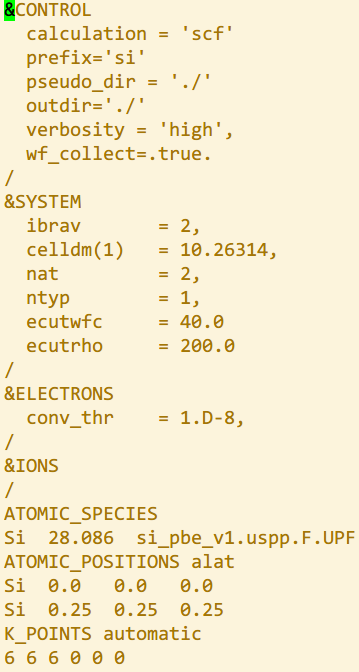 &CONTROL
  calculation = 'scf'
  prefix='si'
  pseudo_dir = './'
  outdir='./'
  verbosity = 'high',
  wf_collect=.true.
/
&SYSTEM
  ibrav       = 2,
  celldm(1)   = 10.26314,
  nat         = 2,
  ntyp        = 1,
  ecutwfc     = 40.0
  ecutrho     = 200.0
/
&ELECTRONS
  conv_thr    = 1.D-8,
/
&IONS
/
ATOMIC_SPECIES
Si  28.086  si_pbe_v1.uspp.F.UPF
ATOMIC_POSITIONS alat
Si  0.0   0.0   0.0
Si  0.25  0.25  0.25
K_POINTS automatic
6 6 6 0 0 0